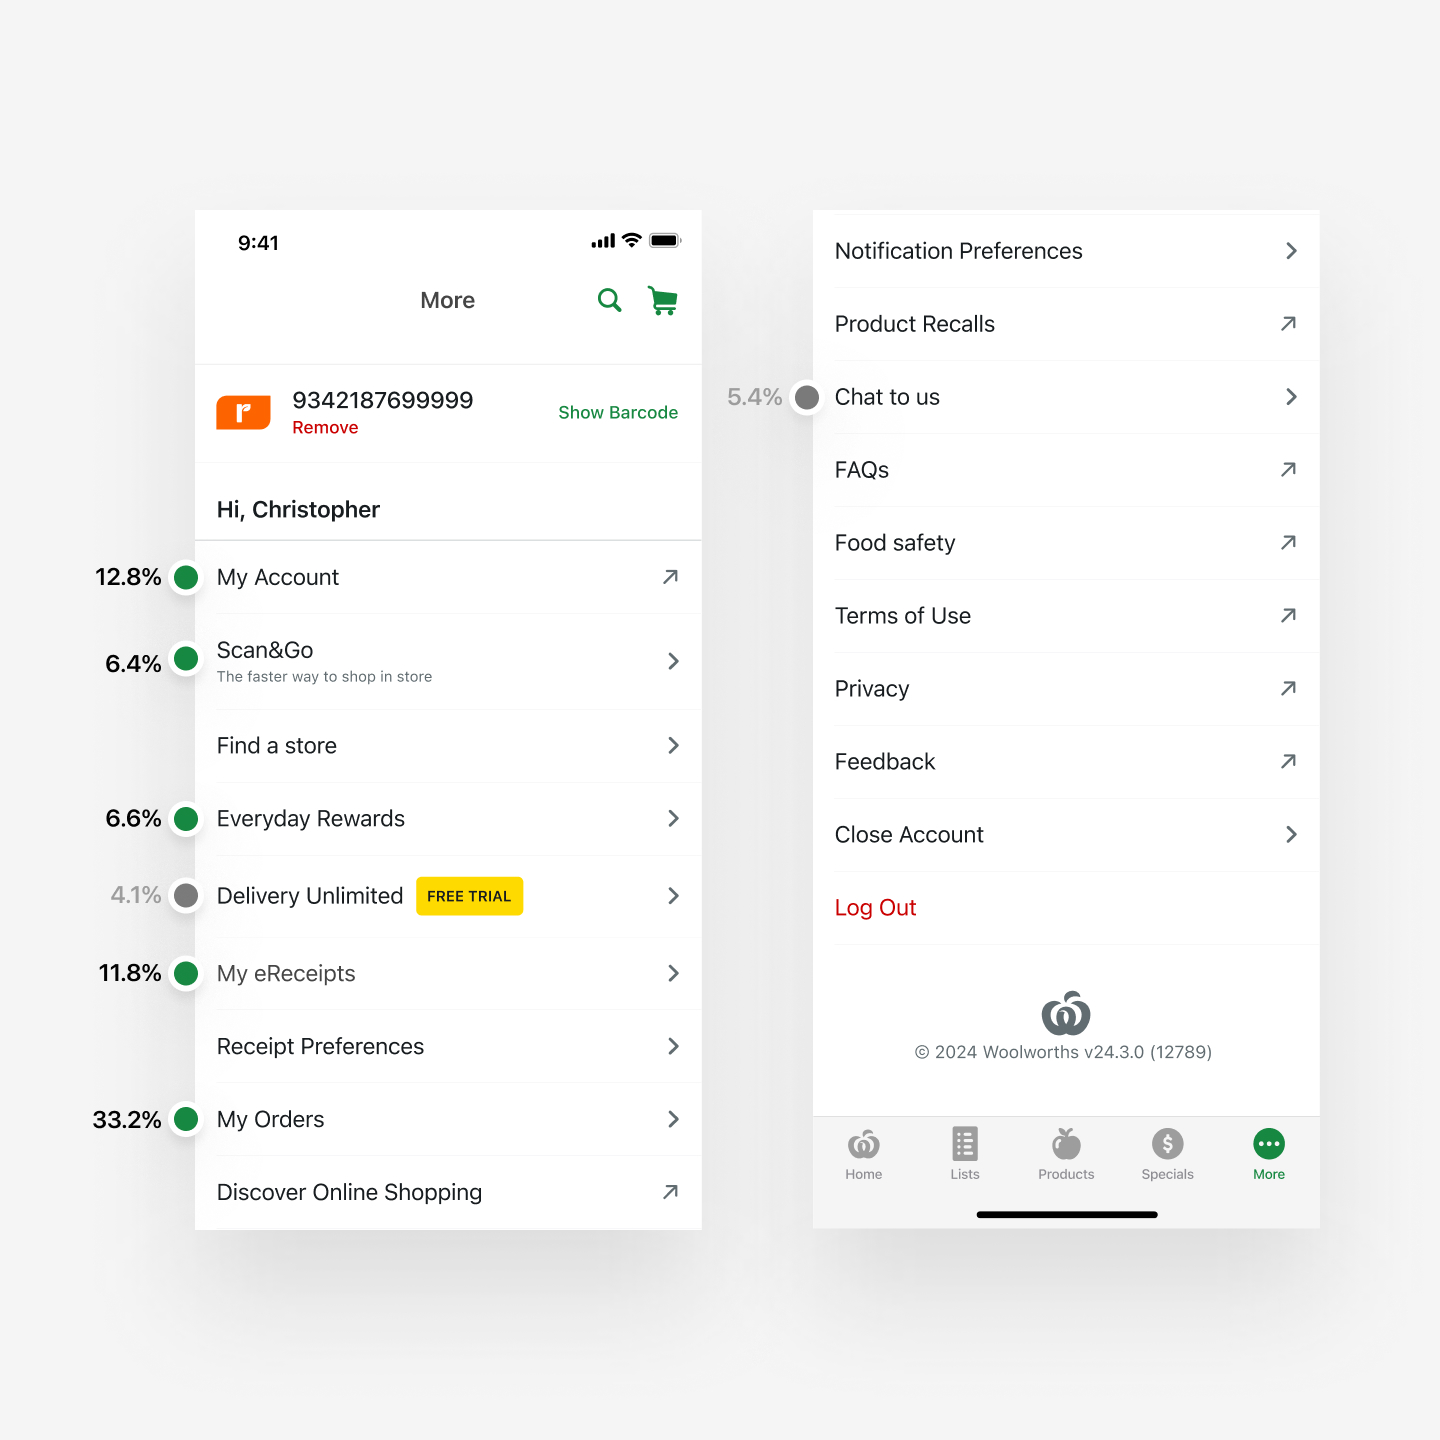 9:41
More
r
9342187699999
Remove
Show Barcode
Hi, Christopher
12.8%
My Account
6.4%
Scan&Go
The faster way to shop in store
Find a store
6.6%
Everyday Rewards
4.1%
Delivery Unlimited
FREE TRIAL
11.8%
My eReceipts
Receipt Preferences
33.2%
My Orders
Discover Online Shopping
Notification Preferences
Product Recalls
5.4%
Chat to us
FAQs
Food safety
Terms of Use
Privacy
Feedback
Close Account
Log Out
© 2024 Woolworths v24.3.0 (12789)
Home
Lists
Products
$
Specials
More